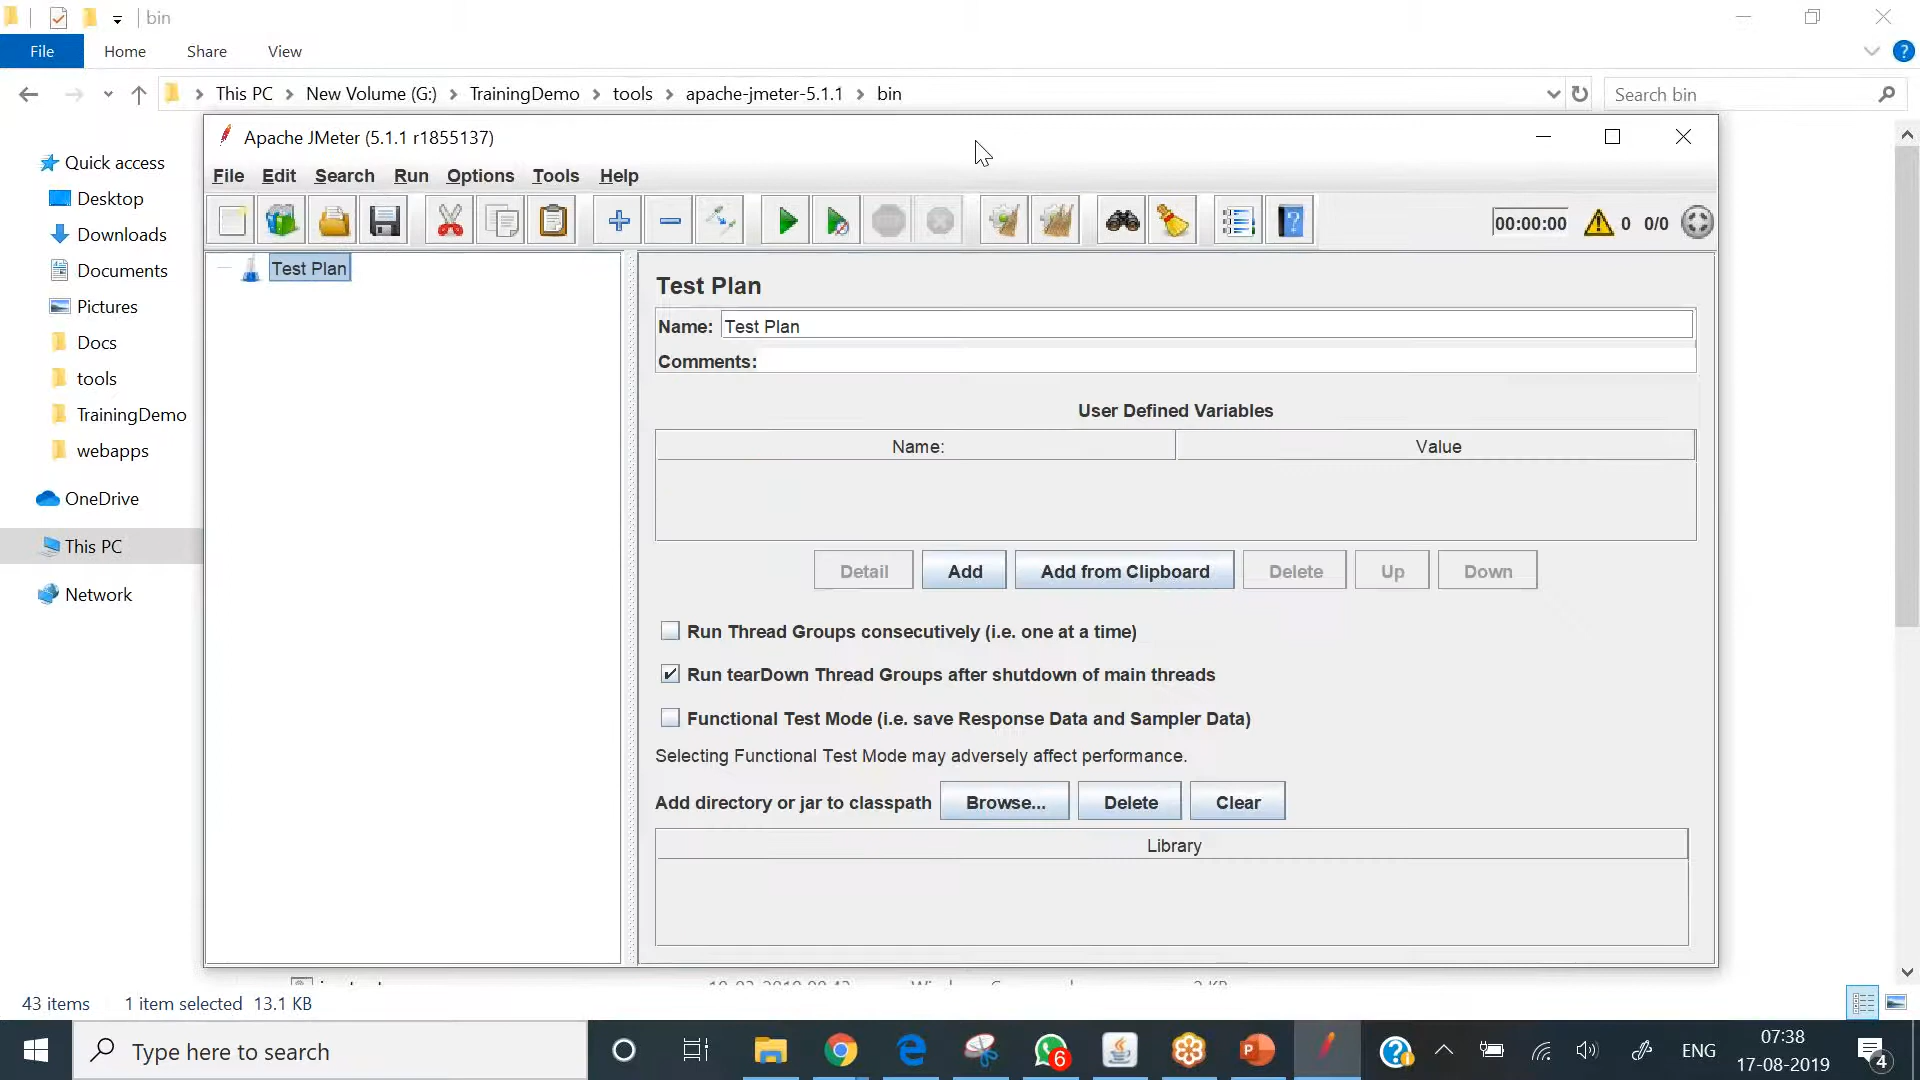 bin
File Home Share View
This PC New Volume (G:) TrainingDemo tools apache-jmeter-5.1.1 bin
Search bin
Quick access
Desktop
Downloads
Documents
Pictures
Docs
tools
TrainingDemo
webapps
OneDrive
This PC
Network
Apache JMeter (5.1.1 r1855137)
File Edit Search Run Options Tools Help
00:00:00 0 0/0
Test Plan
Test Plan
Name: Test Plan
Comments:
User Defined Variables
Name: Value
Detail Add Add from Clipboard Delete Up Down
Run Thread Groups consecutively (i.e. one at a time)
Run tearDown Thread Groups after shutdown of main threads
Functional Test Mode (i.e. save Response Data and Sampler Data)
Selecting Functional Test Mode may adversely affect performance.
Add directory or jar to classpath Browse... Delete Clear
Library
43 items 1 item selected 13.1 KB
Type here to search
6
ENG
07:38
17-08-2019
4